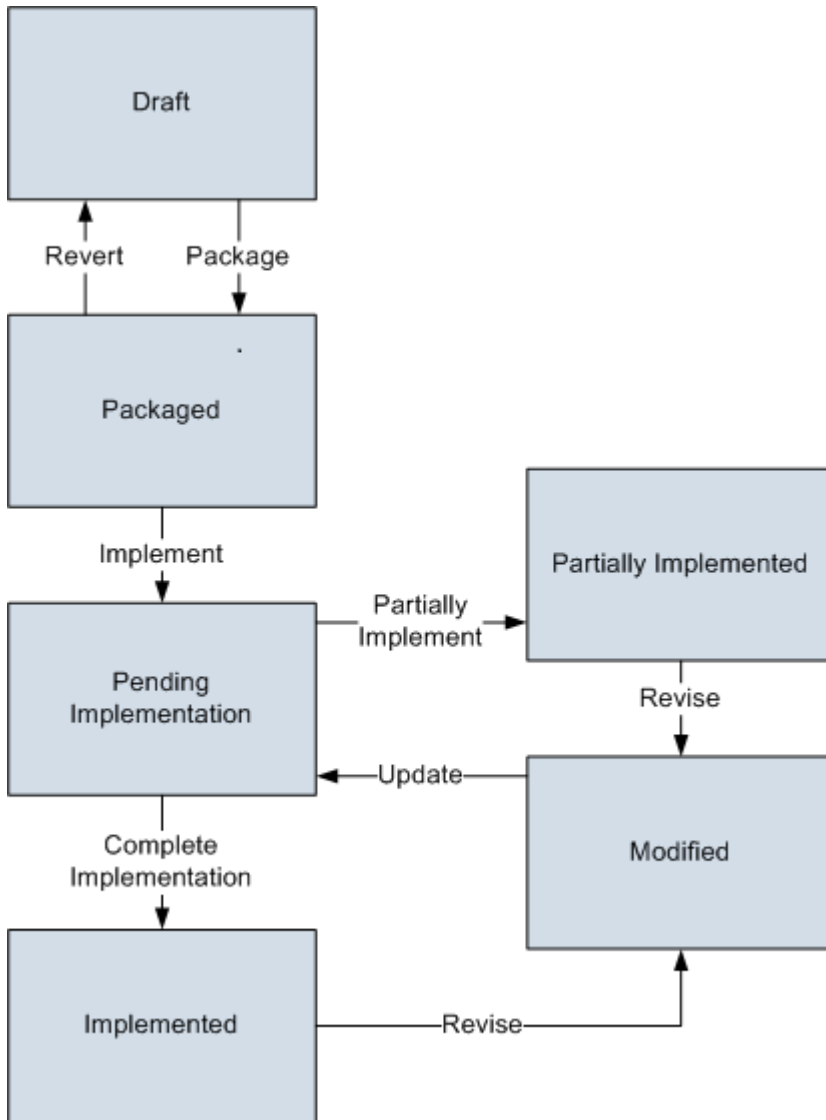 Draft
Revert
Package
Packaged
Implement
Partially Implemented
Partially
Implement
Pending
Implementation
Revise
Update
Modified
Complete
Implementation
Implemented
Revise